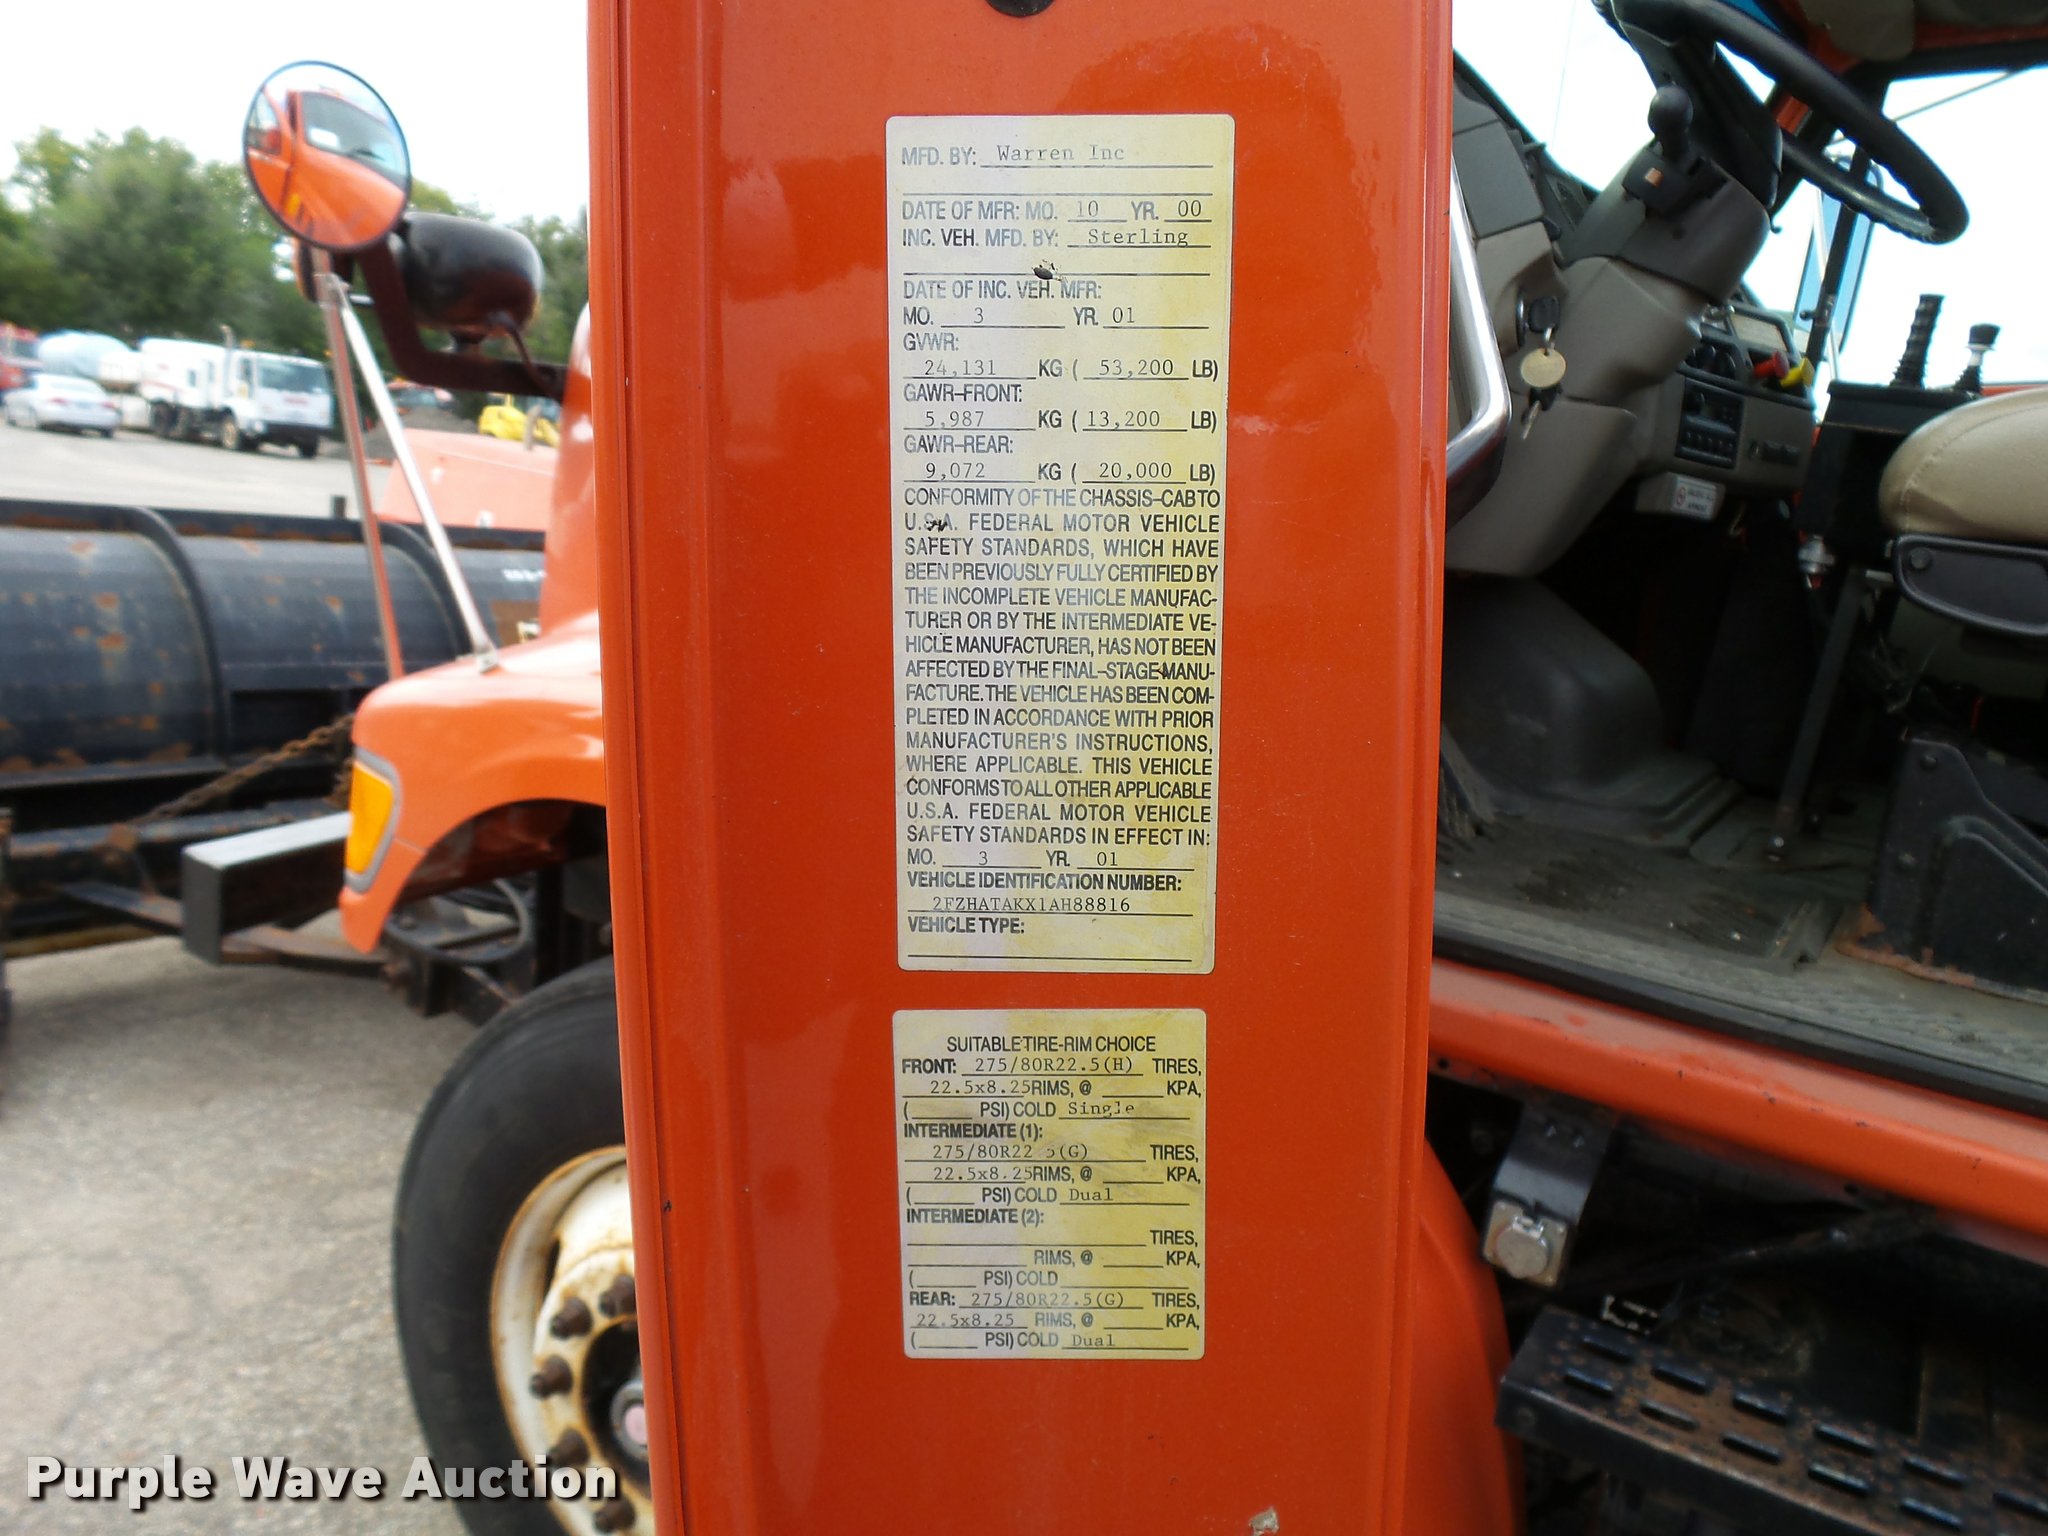 MFD. BY: Warren Inc
DATE OF MFR: MO. 10 YR. 00
INC. VEH. MFD. BY: Sterling
DATE OF INC. VEH. MFR:
MO. 3 YR. 01
GVWR:
24,131 KG ( 53,200 LB)
GAWR-FRONT:
5,987 KG ( 13,200 LB)
GAWR-REAR:
9,072 KG ( 20,000 LB)
CONFORMITY OF THE CHASSIS-CAB TO
U.S.A. FEDERAL MOTOR VEHICLE
SAFETY STANDARDS, WHICH HAVE
BEEN PREVIOUSLY FULLY CERTIFIED BY
THE INCOMPLETE VEHICLE MANUFAC-
TURER OR BY THE INTERMEDIATE VE-
HICLE MANUFACTURER, HAS NOT BEEN
AFFECTED BY THE FINAL-STAGE MANU-
FACTURE. THE VEHICLE HAS BEEN COM-
PLETED IN ACCORDANCE WITH PRIOR
MANUFACTURER'S INSTRUCTIONS,
WHERE APPLICABLE. THIS VEHICLE
CONFORMS TO ALL OTHER APPLICABLE
U.S.A. FEDERAL MOTOR VEHICLE
SAFETY STANDARDS IN EFFECT IN:
MO. 3 YR. 01
VEHICLE IDENTIFICATION NUMBER:
2FZHATAKX1AH88816
VEHICLE TYPE:
SUITABLE TIRE-RIM CHOICE
FRONT: 275/80R22.5(H) TIRES,
22.5x8.25 RIMS, @ KPA,
( PSI) COLD Single
INTERMEDIATE (1):
275/80R22 5(G) TIRES,
22.5x8.25 RIMS, @ KPA,
( PSI) COLD Dual
INTERMEDIATE (2):
TIRES,
RIMS, @ KPA,
( PSI) COLD
REAR: 275/80R22.5(G) TIRES,
22.5x8.25 RIMS, @ KPA,
( PSI) COLD Dual
Purple Wave Auction